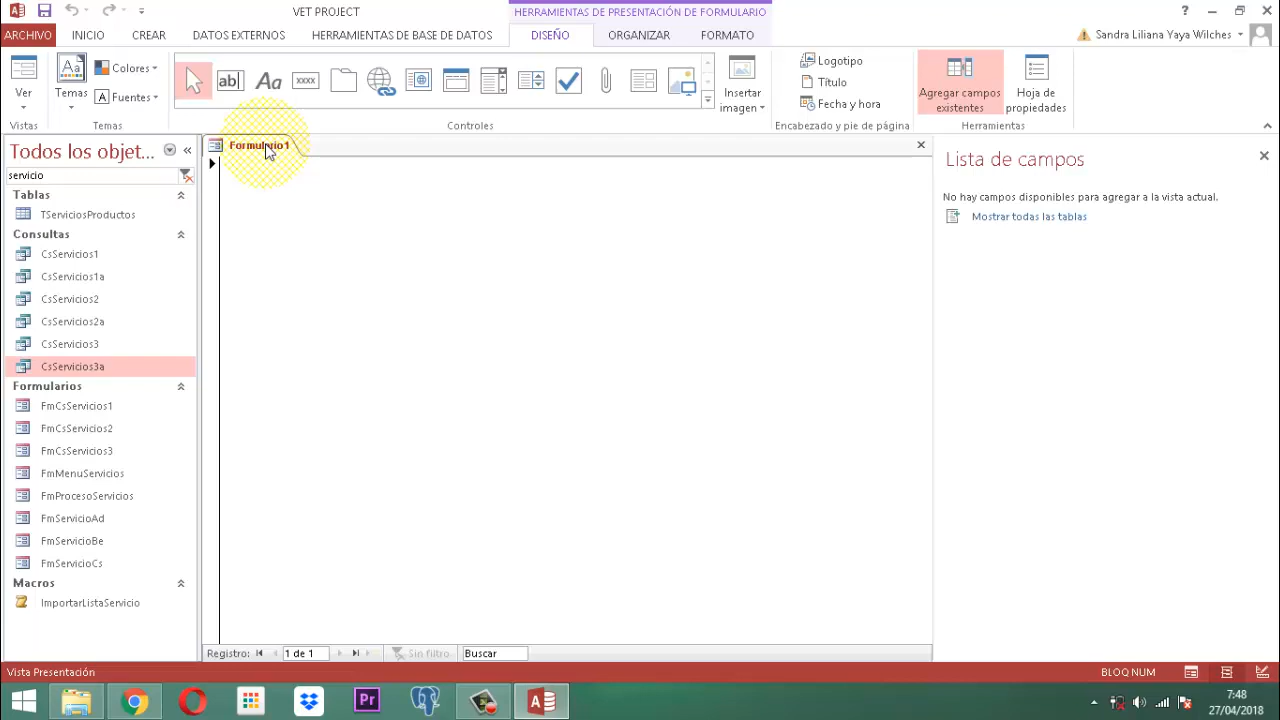 VET PROJECT
HERRAMIENTAS DE PRESENTACIÓN DE FORMULARIO
?
ARCHIVO
INICIO
CREAR
DATOS EXTERNOS
HERRAMIENTAS DE BASE DE DATOS
DISEÑO
ORGANIZAR
FORMATO
Sandra Liliana Yaya Wilches
Ver
Aa
Temas
Colores
A Fuentes
ab|
Aa
xxxx
Insertar
imagen
Logotipo
Título
Fecha y hora
Agregar campos
existentes
Hoja de
propiedades
Vistas
Temas
Controles
Encabezado y pie de página
Herramientas
Todos los objet...
servicio
Tablas
TServiciosProductos
Consultas
CsServicios1
CsServicios1a
CsServicios2
CsServicios2a
CsServicios3
CsServicios3a
Formularios
FmCsServicios1
FmCsServicios2
FmCsServicios3
FmMenuServicios
FmProcesoServicios
FmServicioAd
FmServicioBe
FmServicioCs
Macros
ImportarListaServicio
Formulario1
Lista de campos
No hay campos disponibles para agregar a la vista actual.
Mostrar todas las tablas
Registro:
1 de 1
Sin filtro
Buscar
Vista Presentación
BLOQ NUM
Pr
7:48
27/04/2018